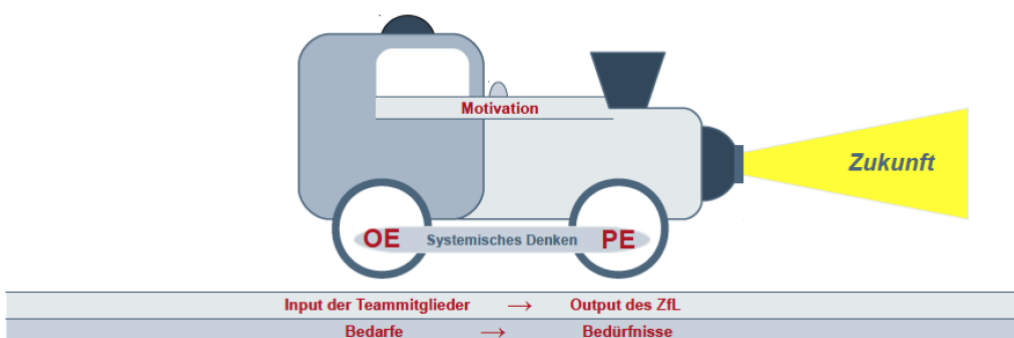 Motivation
Zukunft
OE Systemisches Denken PE
Input der Teammitglieder → Output des ZfL
Bedarfe → Bedürfnisse